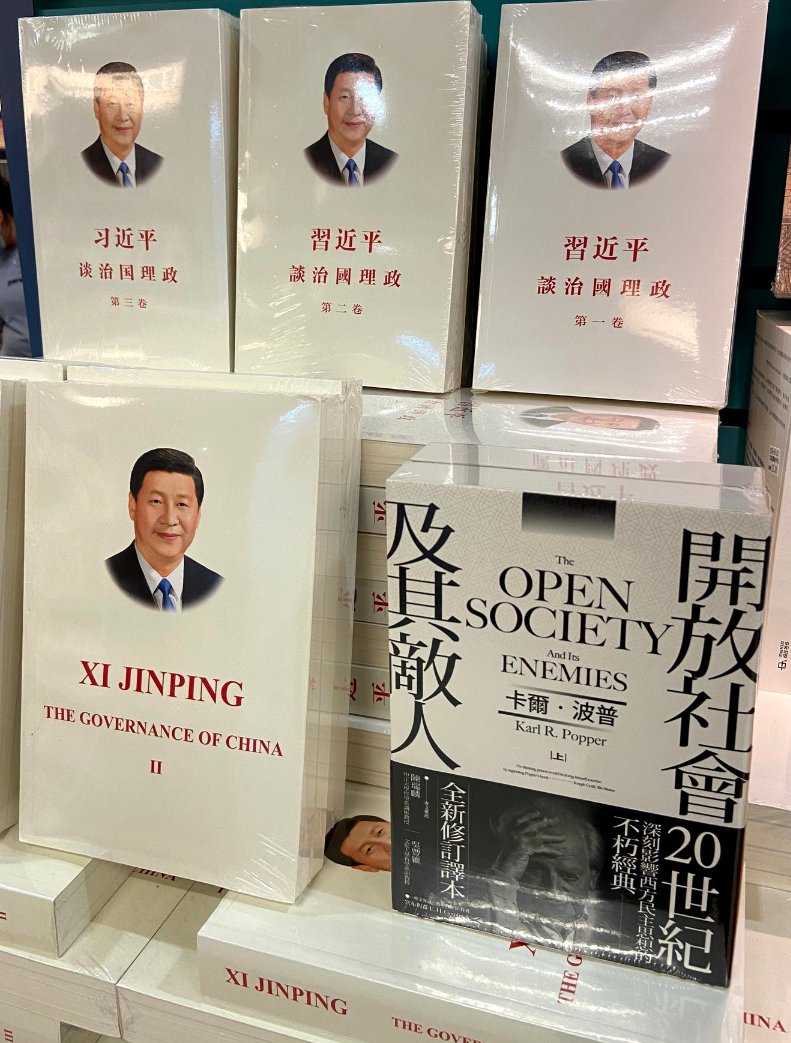 习近平
谈治国理政
第三卷
習近平
談治國理政
第二卷
習近平
談治國理政
第一卷
XI JINPING
THE GOVERNANCE OF CHINA
II
開放社會
及其敵人
The
OPEN
SOCIETY
And Its
ENEMIES
卡爾·波普
Karl R. Popper
上
全新修訂譯本
20世紀
深刻影響西方民主思想的
不朽經典
XI JINPING
THE GOVERN
THE G
INA
III